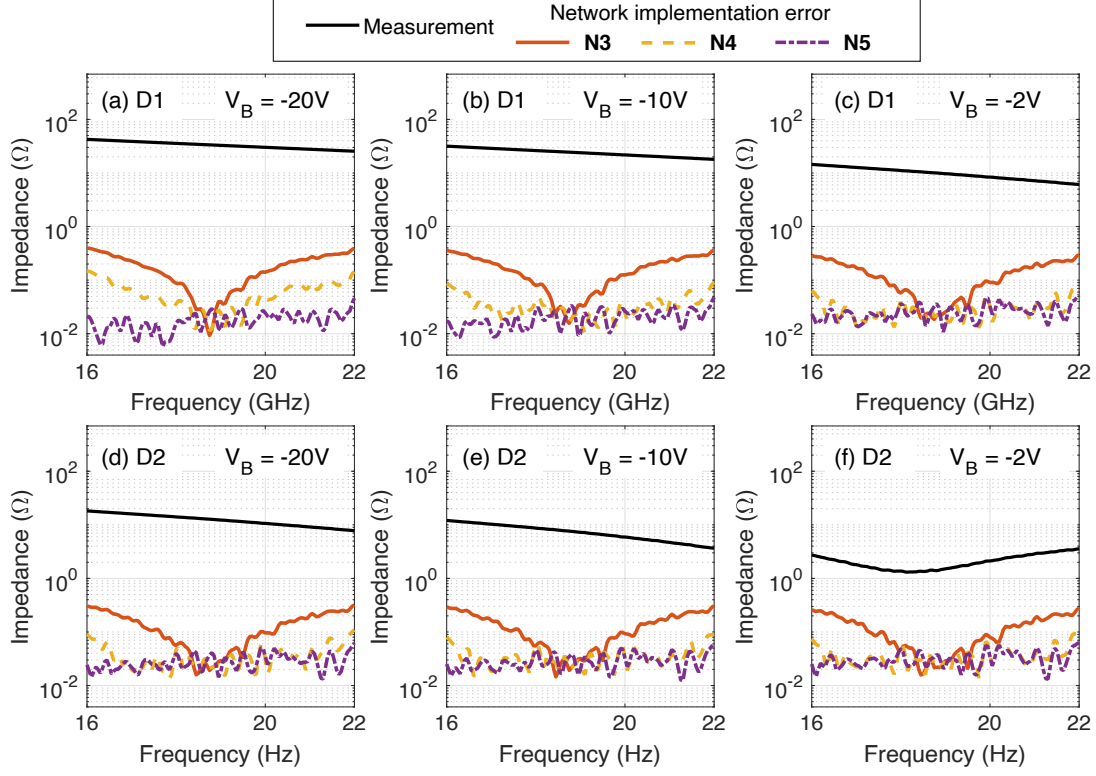 Network implementation error
Measurement
N3 N4 N5
(a) D1 V_B = -20V
(b) D1 V_B = -10V
(c) D1 V_B = -2V
Impedance (Ω)
10^2
10^0
10^-2
16 20 22
Frequency (GHz)
Impedance (Ω)
10^2
10^0
10^-2
16 20 22
Frequency (GHz)
Impedance (Ω)
10^2
10^0
10^-2
16 20 22
Frequency (GHz)
(d) D2 V_B = -20V
(e) D2 V_B = -10V
(f) D2 V_B = -2V
Impedance (Ω)
10^2
10^0
10^-2
16 20 22
Frequency (Hz)
Impedance (Ω)
10^2
10^0
10^-2
16 20 22
Frequency (Hz)
Impedance (Ω)
10^2
10^0
10^-2
16 20 22
Frequency (Hz)